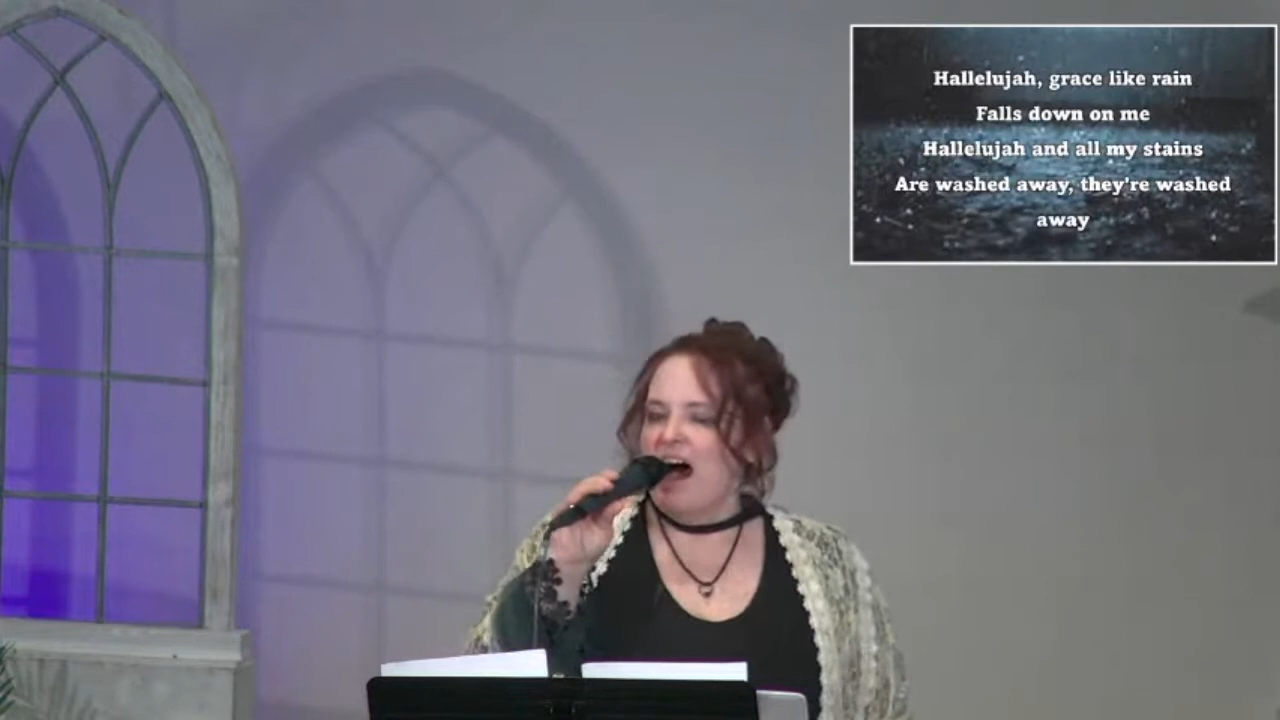 Hallelujah, grace like rain
Falls down on me
Hallelujah and all my stains
Are washed away, they're washed
away